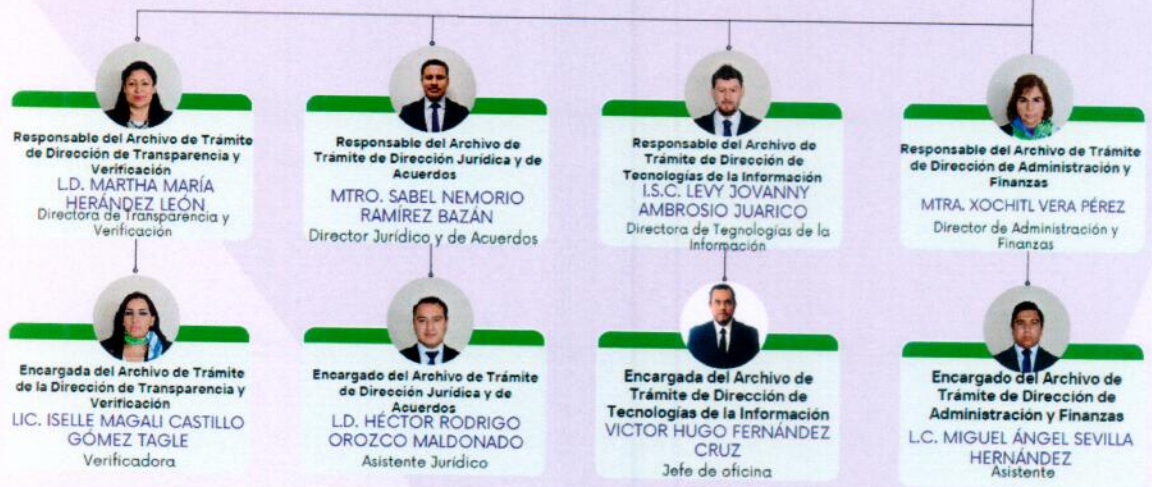 Responsable del Archivo de Trámite
de Dirección de Transparencia y
Verificación
L.D. MARTHA MARÍA
HERÁNDEZ LEÓN
Directora de Transparencia y
Verificación
Responsable del Archivo de
Trámite de Dirección Jurídica y de
Acuerdos
MTRO. SABEL NEMORIO
RAMÍREZ BAZÁN
Director Jurídico y de Acuerdos
Responsable del Archivo de
Trámite de Dirección de
Tecnologías de la Información
I.S.C. LEVY JOVANNY
AMBROSIO JUARICO
Directora de Tegnologías de la
Información
Responsable del Archivo de Trámite
de Dirección de Administración y
Finanzas
MTRA. XOCHITL VERA PÉREZ
Director de Administración y
Finanzas
Encargada del Archivo de Trámite
de la Dirección de Transparencia y
Verificación
LIC. ISELLE MAGALI CASTILLO
GÓMEZ TAGLE
Verificadora
Encargado del Archivo de Trámite
de Dirección Jurídica y de
Acuerdos
L.D. HÉCTOR RODRIGO
OROZCO MALDONADO
Asistente Jurídico
Encargada del Archivo de
Trámite de Dirección de
Tecnologías de la Información
VICTOR HUGO FERNÁNDEZ
CRUZ
Jefe de oficina
Encargado del Archivo de
Trámite de Dirección de
Administración y Finanzas
L.C. MIGUEL ÁNGEL SEVILLA
HERNÁNDEZ
Asistente